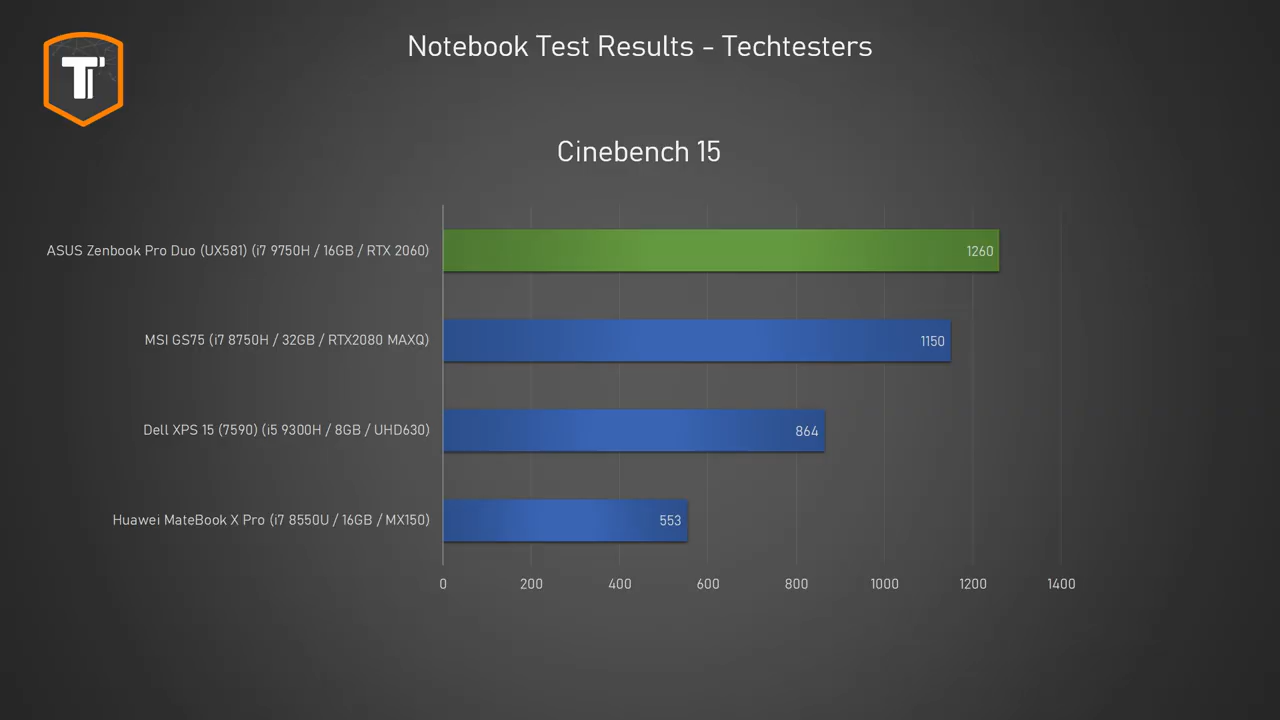 Notebook Test Results - Techtesters
Cinebench 15
ASUS Zenbook Pro Duo (UX581) (i7 9750H / 16GB / RTX 2060)
1260
MSI GS75 (i7 8750H / 32GB / RTX2080 MAXQ)
1150
Dell XPS 15 (7590) (i5 9300H / 8GB / UHD630)
864
Huawei MateBook X Pro (i7 8550U / 16GB / MX150)
553
0 200 400 600 800 1000 1200 1400